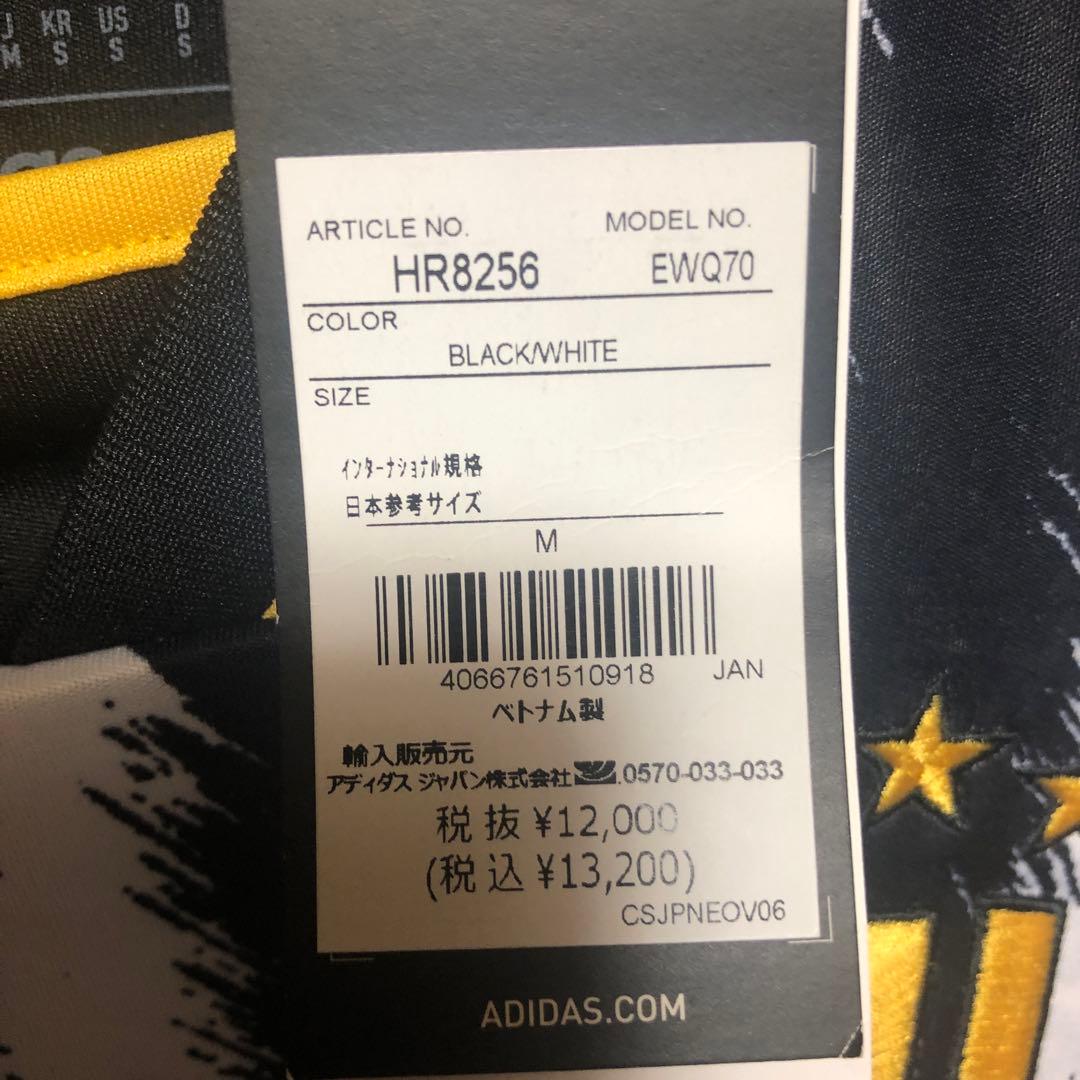 J KR US D
M S S S
ARTICLE NO. MODEL NO.
HR8256 EWQ70
COLOR
BLACK/WHITE
SIZE
インターナショナル規格
日本参考サイズ
M
4066761510918 JAN
ベトナム製
輸入販売元
アディダス ジャパン株式会社 .0570-033-033
税抜 ¥12,000
(税込 ¥13,200)
CSJPNEOV06
ADIDAS.COM